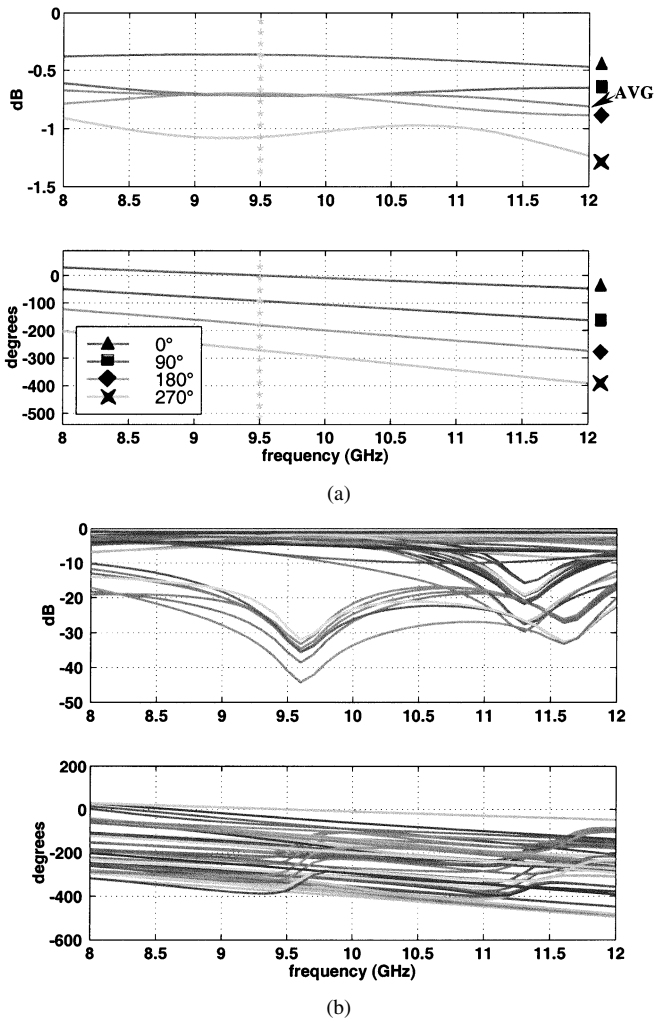 0
-0.5
-1
-1.5
dB
AVG
8 8.5 9 9.5 10 10.5 11 11.5 12
0
-100
-200
-300
-400
-500
degrees
0°
90°
180°
270°
8 8.5 9 9.5 10 10.5 11 11.5 12
frequency (GHz)
(a)
0
-10
-20
-30
-40
-50
dB
8 8.5 9 9.5 10 10.5 11 11.5 12
200
0
-200
-400
-600
degrees
8 8.5 9 9.5 10 10.5 11 11.5 12
frequency (GHz)
(b)